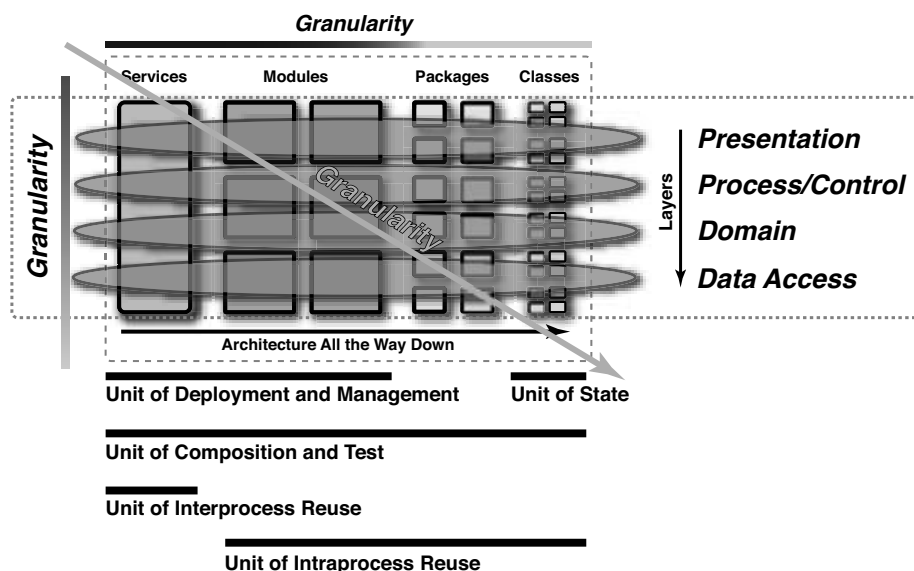 Granularity
Services Modules Packages Classes
Granularity
Granularity
Layers
Presentation
Process/Control
Domain
Data Access
Architecture All the Way Down
Unit of Deployment and Management Unit of State
Unit of Composition and Test
Unit of Interprocess Reuse
Unit of Intraprocess Reuse